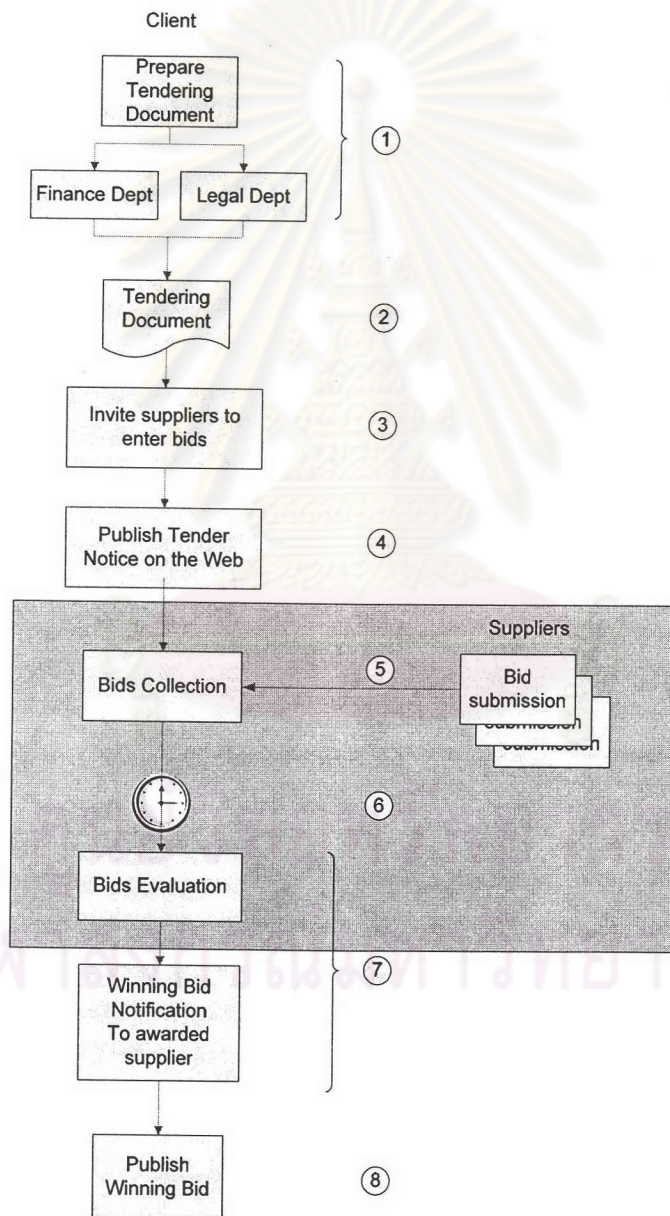 Client
Prepare
Tendering
Document
①
Finance Dept
Legal Dept
Tendering
Document
②
Invite suppliers to
enter bids
③
Publish Tender
Notice on the Web
④
Suppliers
Bids Collection
⑤
Bid
submission
submission
submission
⑥
Bids Evaluation
⑦
Winning Bid
Notification
To awarded
supplier
Publish
Winning Bid
⑧